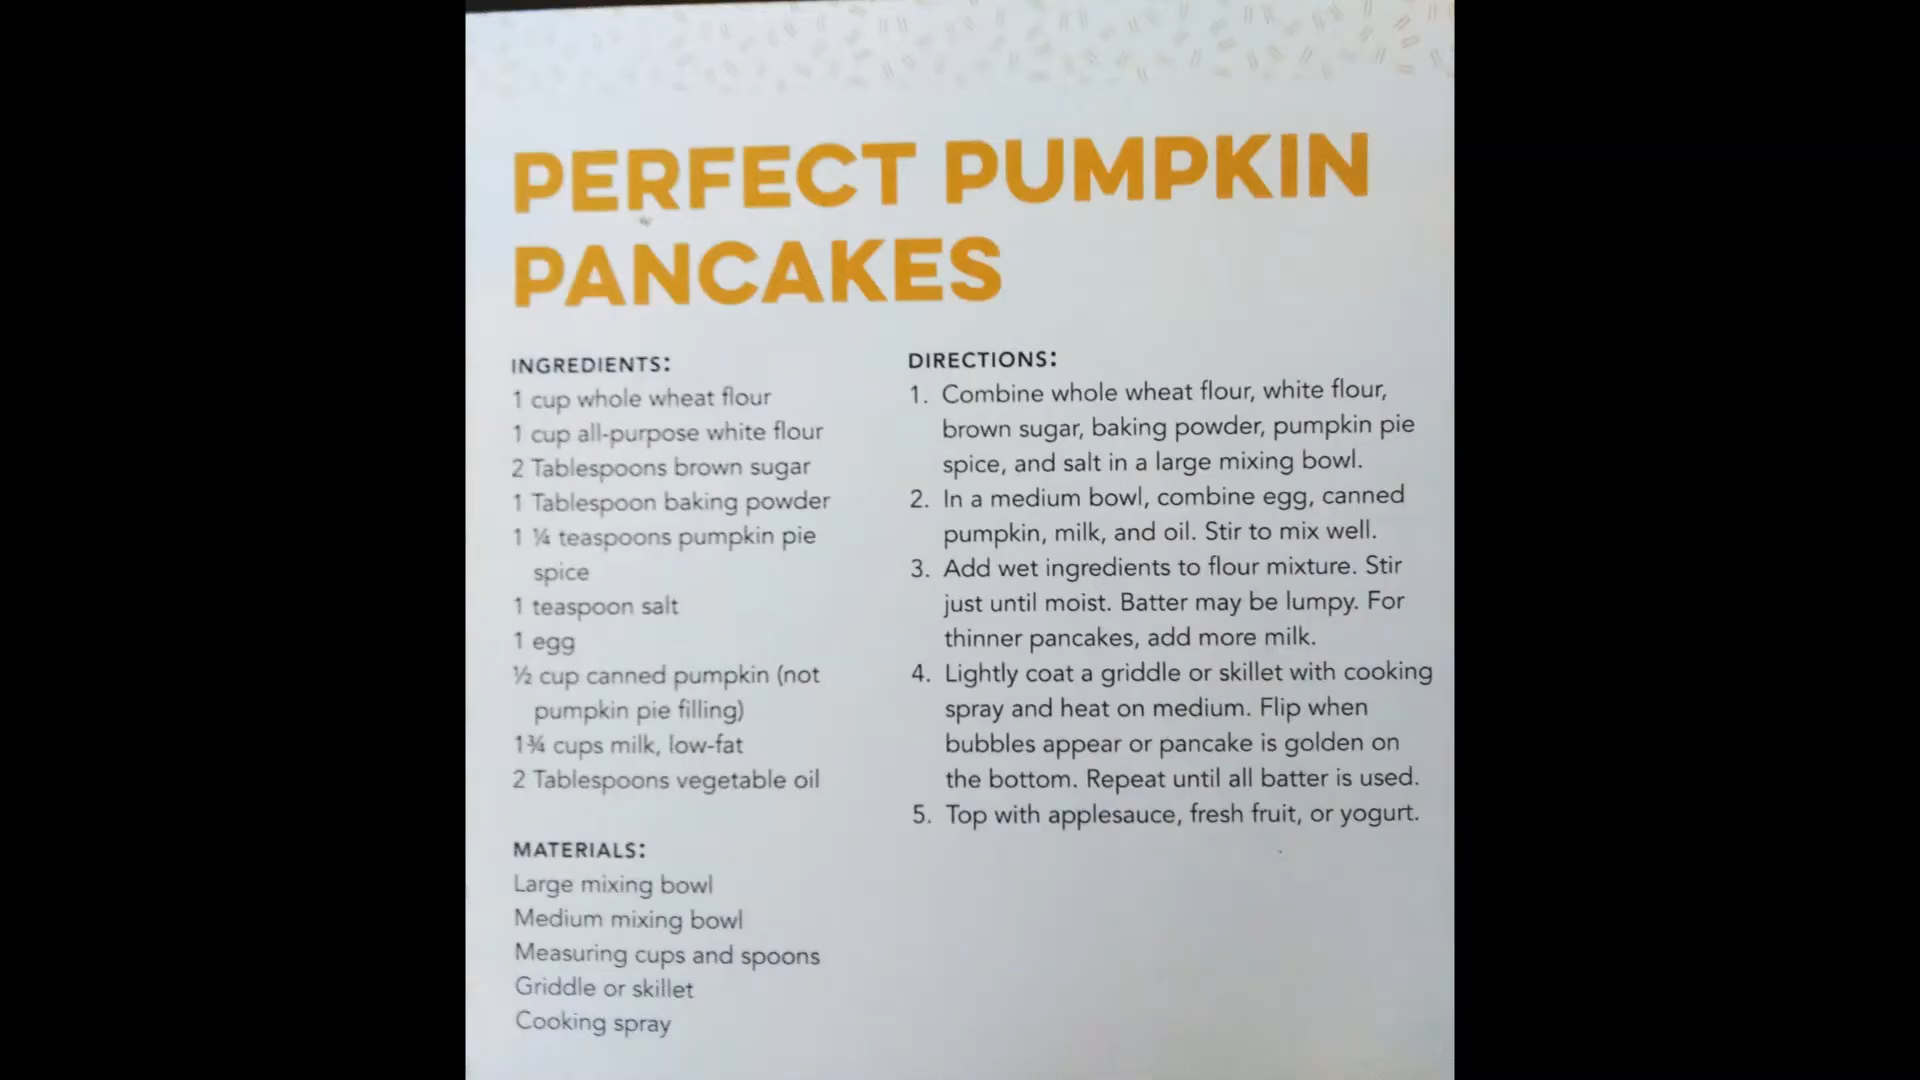 PERFECT PUMPKIN
PANCAKES
INGREDIENTS:
1 cup whole wheat flour
1 cup all-purpose white flour
2 Tablespoons brown sugar
1 Tablespoon baking powder
1 ¼ teaspoons pumpkin pie
spice
1 teaspoon salt
1 egg
½ cup canned pumpkin (not
pumpkin pie filling)
1¾ cups milk, low-fat
2 Tablespoons vegetable oil
MATERIALS:
Large mixing bowl
Medium mixing bowl
Measuring cups and spoons
Griddle or skillet
Cooking spray
DIRECTIONS:
1. Combine whole wheat flour, white flour,
brown sugar, baking powder, pumpkin pie
spice, and salt in a large mixing bowl.
2. In a medium bowl, combine egg, canned
pumpkin, milk, and oil. Stir to mix well.
3. Add wet ingredients to flour mixture. Stir
just until moist. Batter may be lumpy. For
thinner pancakes, add more milk.
4. Lightly coat a griddle or skillet with cooking
spray and heat on medium. Flip when
bubbles appear or pancake is golden on
the bottom. Repeat until all batter is used.
5. Top with applesauce, fresh fruit, or yogurt.